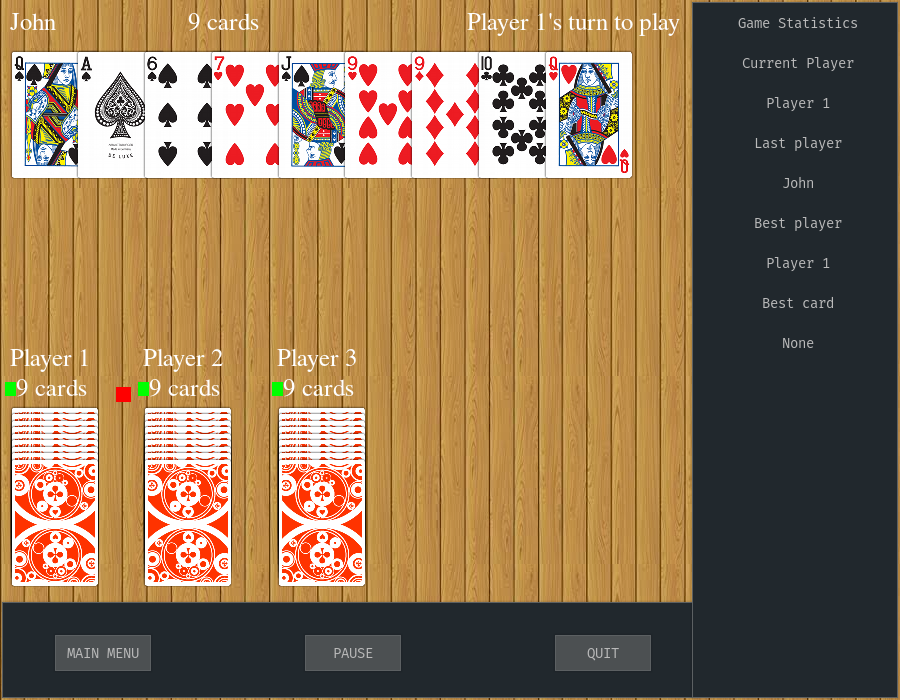 John 9 cards Player 1's turn to play
Q A 6 7 J 9 9 10 Q
Q
Player 1 Player 2 Player 3
9 cards 9 cards 9 cards
MAIN MENU PAUSE QUIT
Game Statistics
Current Player
Player 1
Last player
John
Best player
Player 1
Best card
None